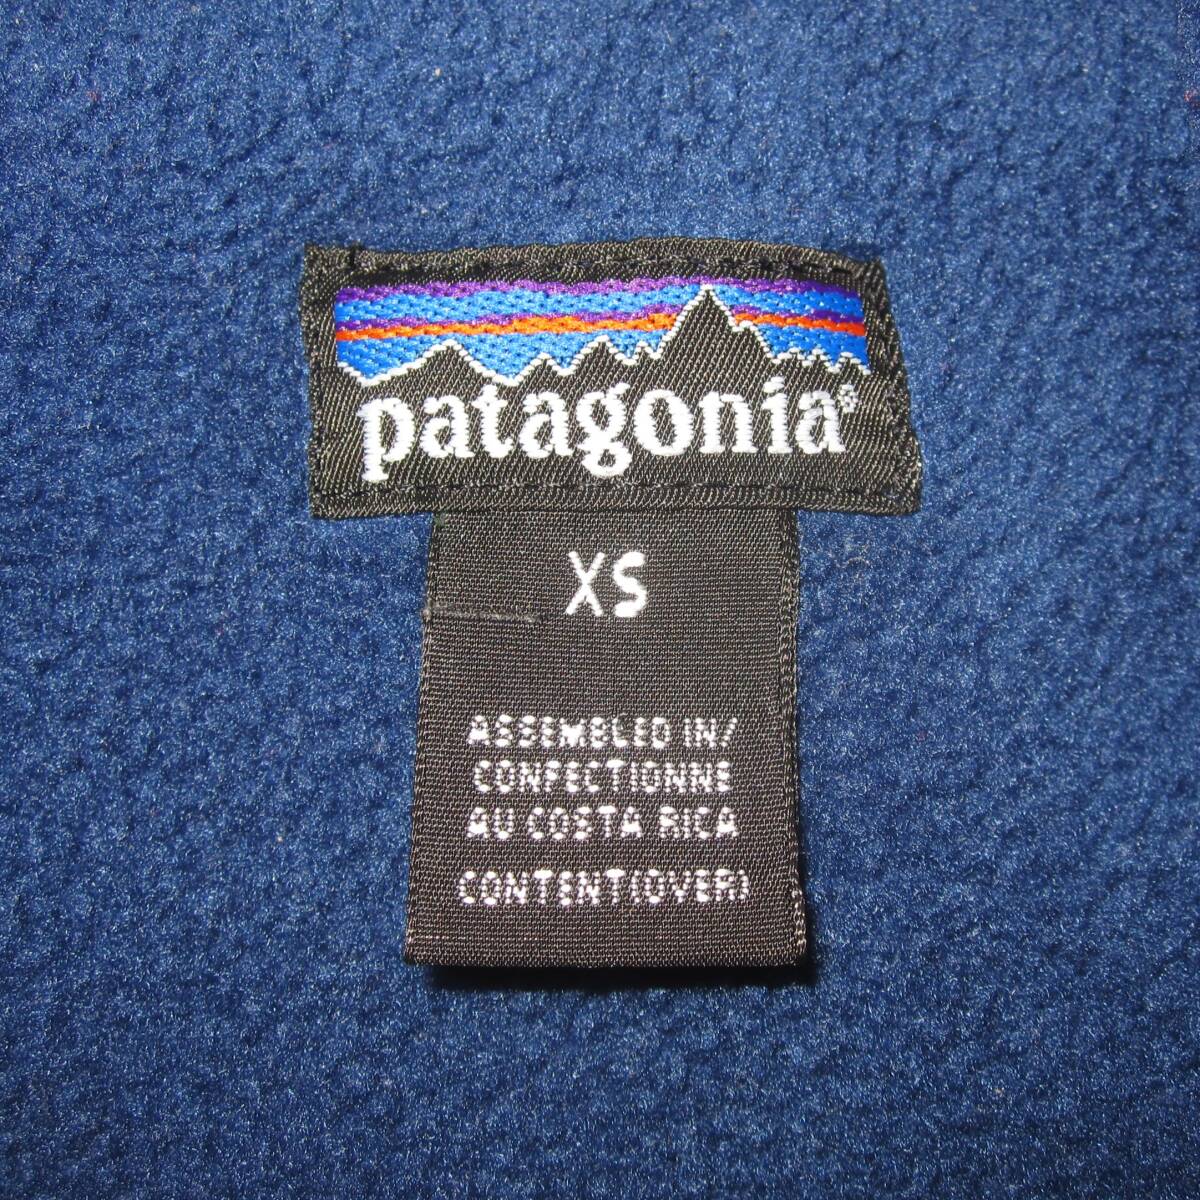 patagonia®
XS
ASSEMBLED IN/
CONFECTIONNE
AU COSTA RICA
CONTENT(OVER)